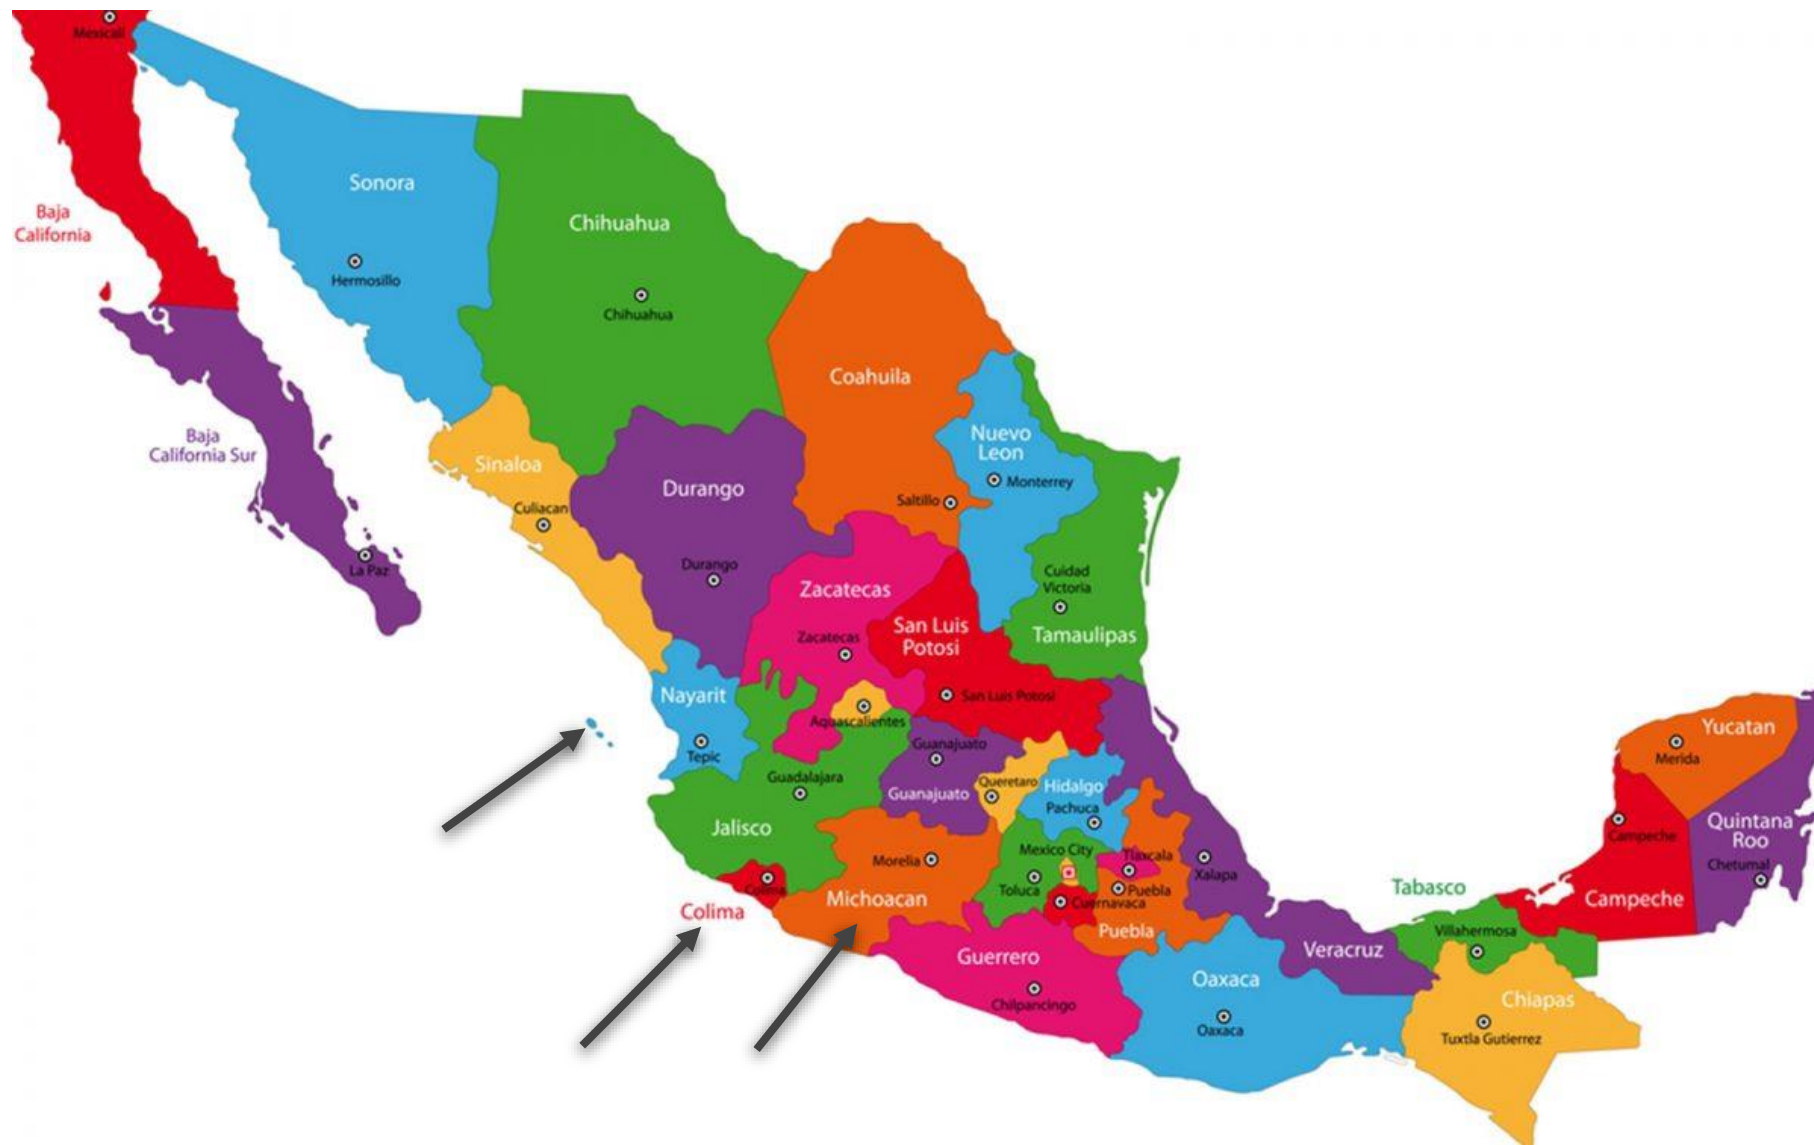 Mexicali
Baja
California
Sonora
Hermosillo
Chihuahua
Chihuahua
Coahuila
Saltillo
Nuevo
Leon
Monterrey
Baja
California Sur
La Paz
Sinaloa
Culiacan
Durango
Durango
Zacatecas
Zacatecas
San Luis
Potosi
San Luis Potosi
Cuidad
Victoria
Tamaulipas
Nayarit
Tepic
Aquascalientes
Guanajuato
Guanajuato
Queretaro
Hidalgo
Pachuca
Guadalajara
Jalisco
Colima
Colima
Morelia
Michoacan
Mexico City
Toluca
Tlaxcala
Puebla
Cuernavaca
Puebla
Xalapa
Guerrero
Chilpancingo
Oaxaca
Oaxaca
Veracruz
Tabasco
Villahermosa
Chiapas
Tuxtla Gutierrez
Yucatan
Merida
Campeche
Campeche
Quintana
Roo
Chetumal